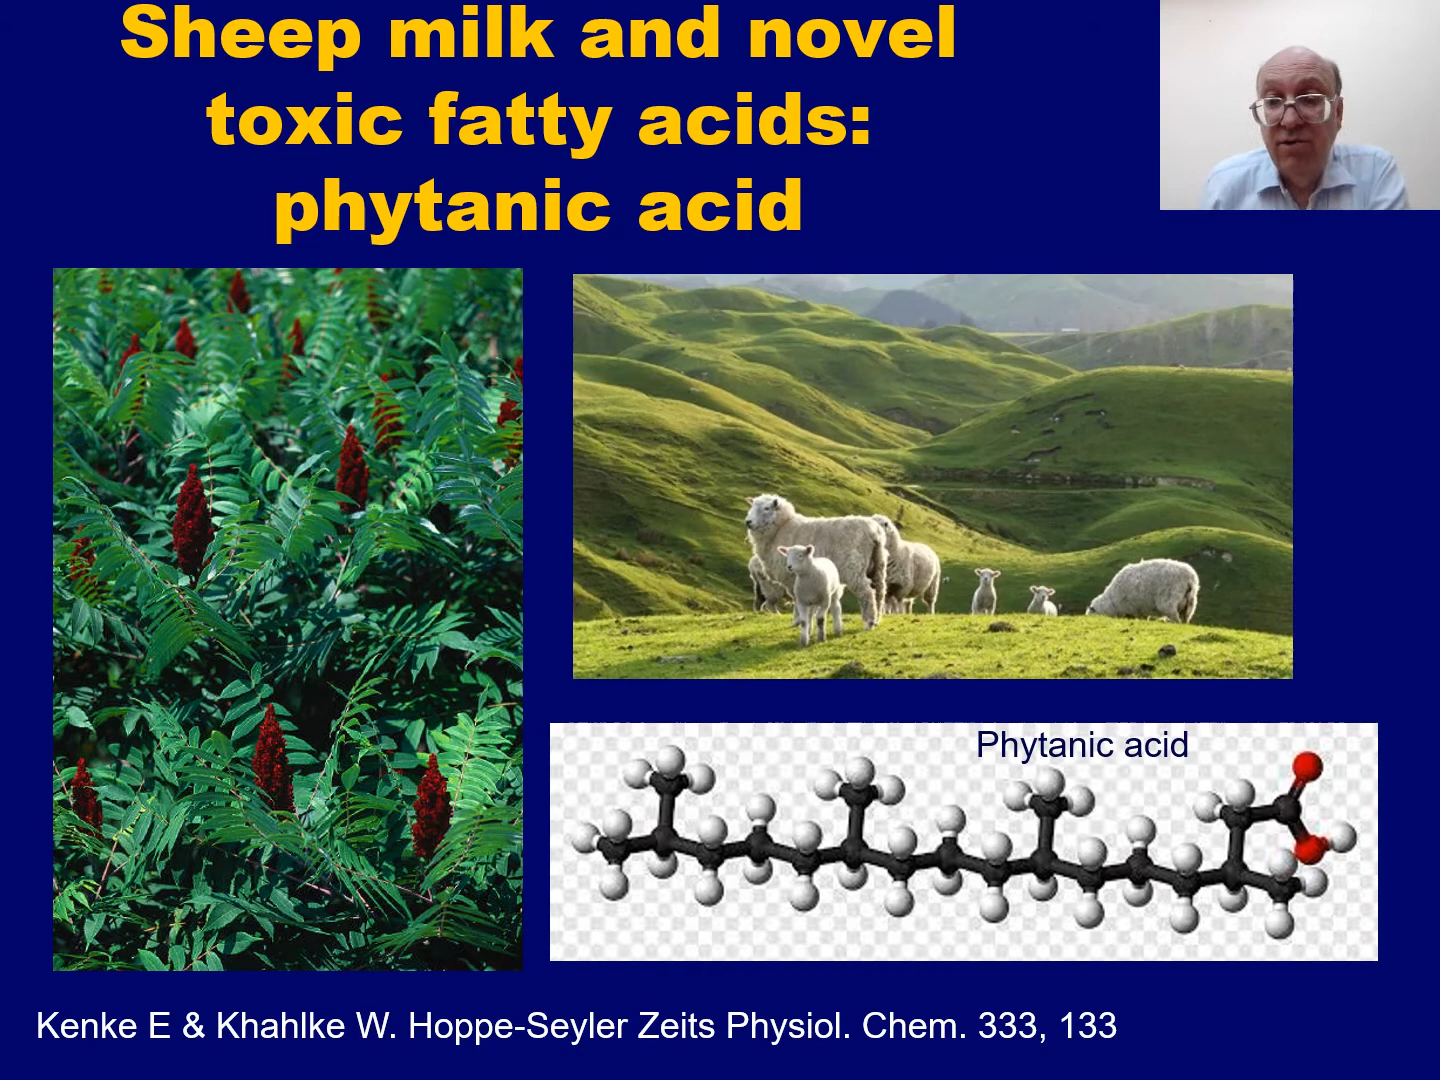 Sheep milk and novel
toxic fatty acids:
phytanic acid
Phytanic acid
Kenke E & Khahlke W. Hoppe-Seyler Zeits Physiol. Chem. 333, 133